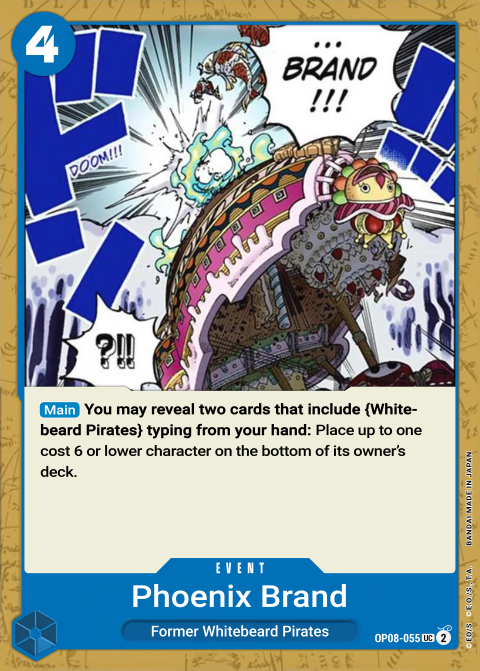 4
...
BRAND
!!!
DOOM!!!
?!!
Main You may reveal two cards that include {White-
beard Pirates} typing from your hand: Place up to one
cost 6 or lower character on the bottom of its owner's
deck.
EVENT
Phoenix Brand
Former Whitebeard Pirates
OP08-055 UC 2
BANDAI MADE IN JAPAN